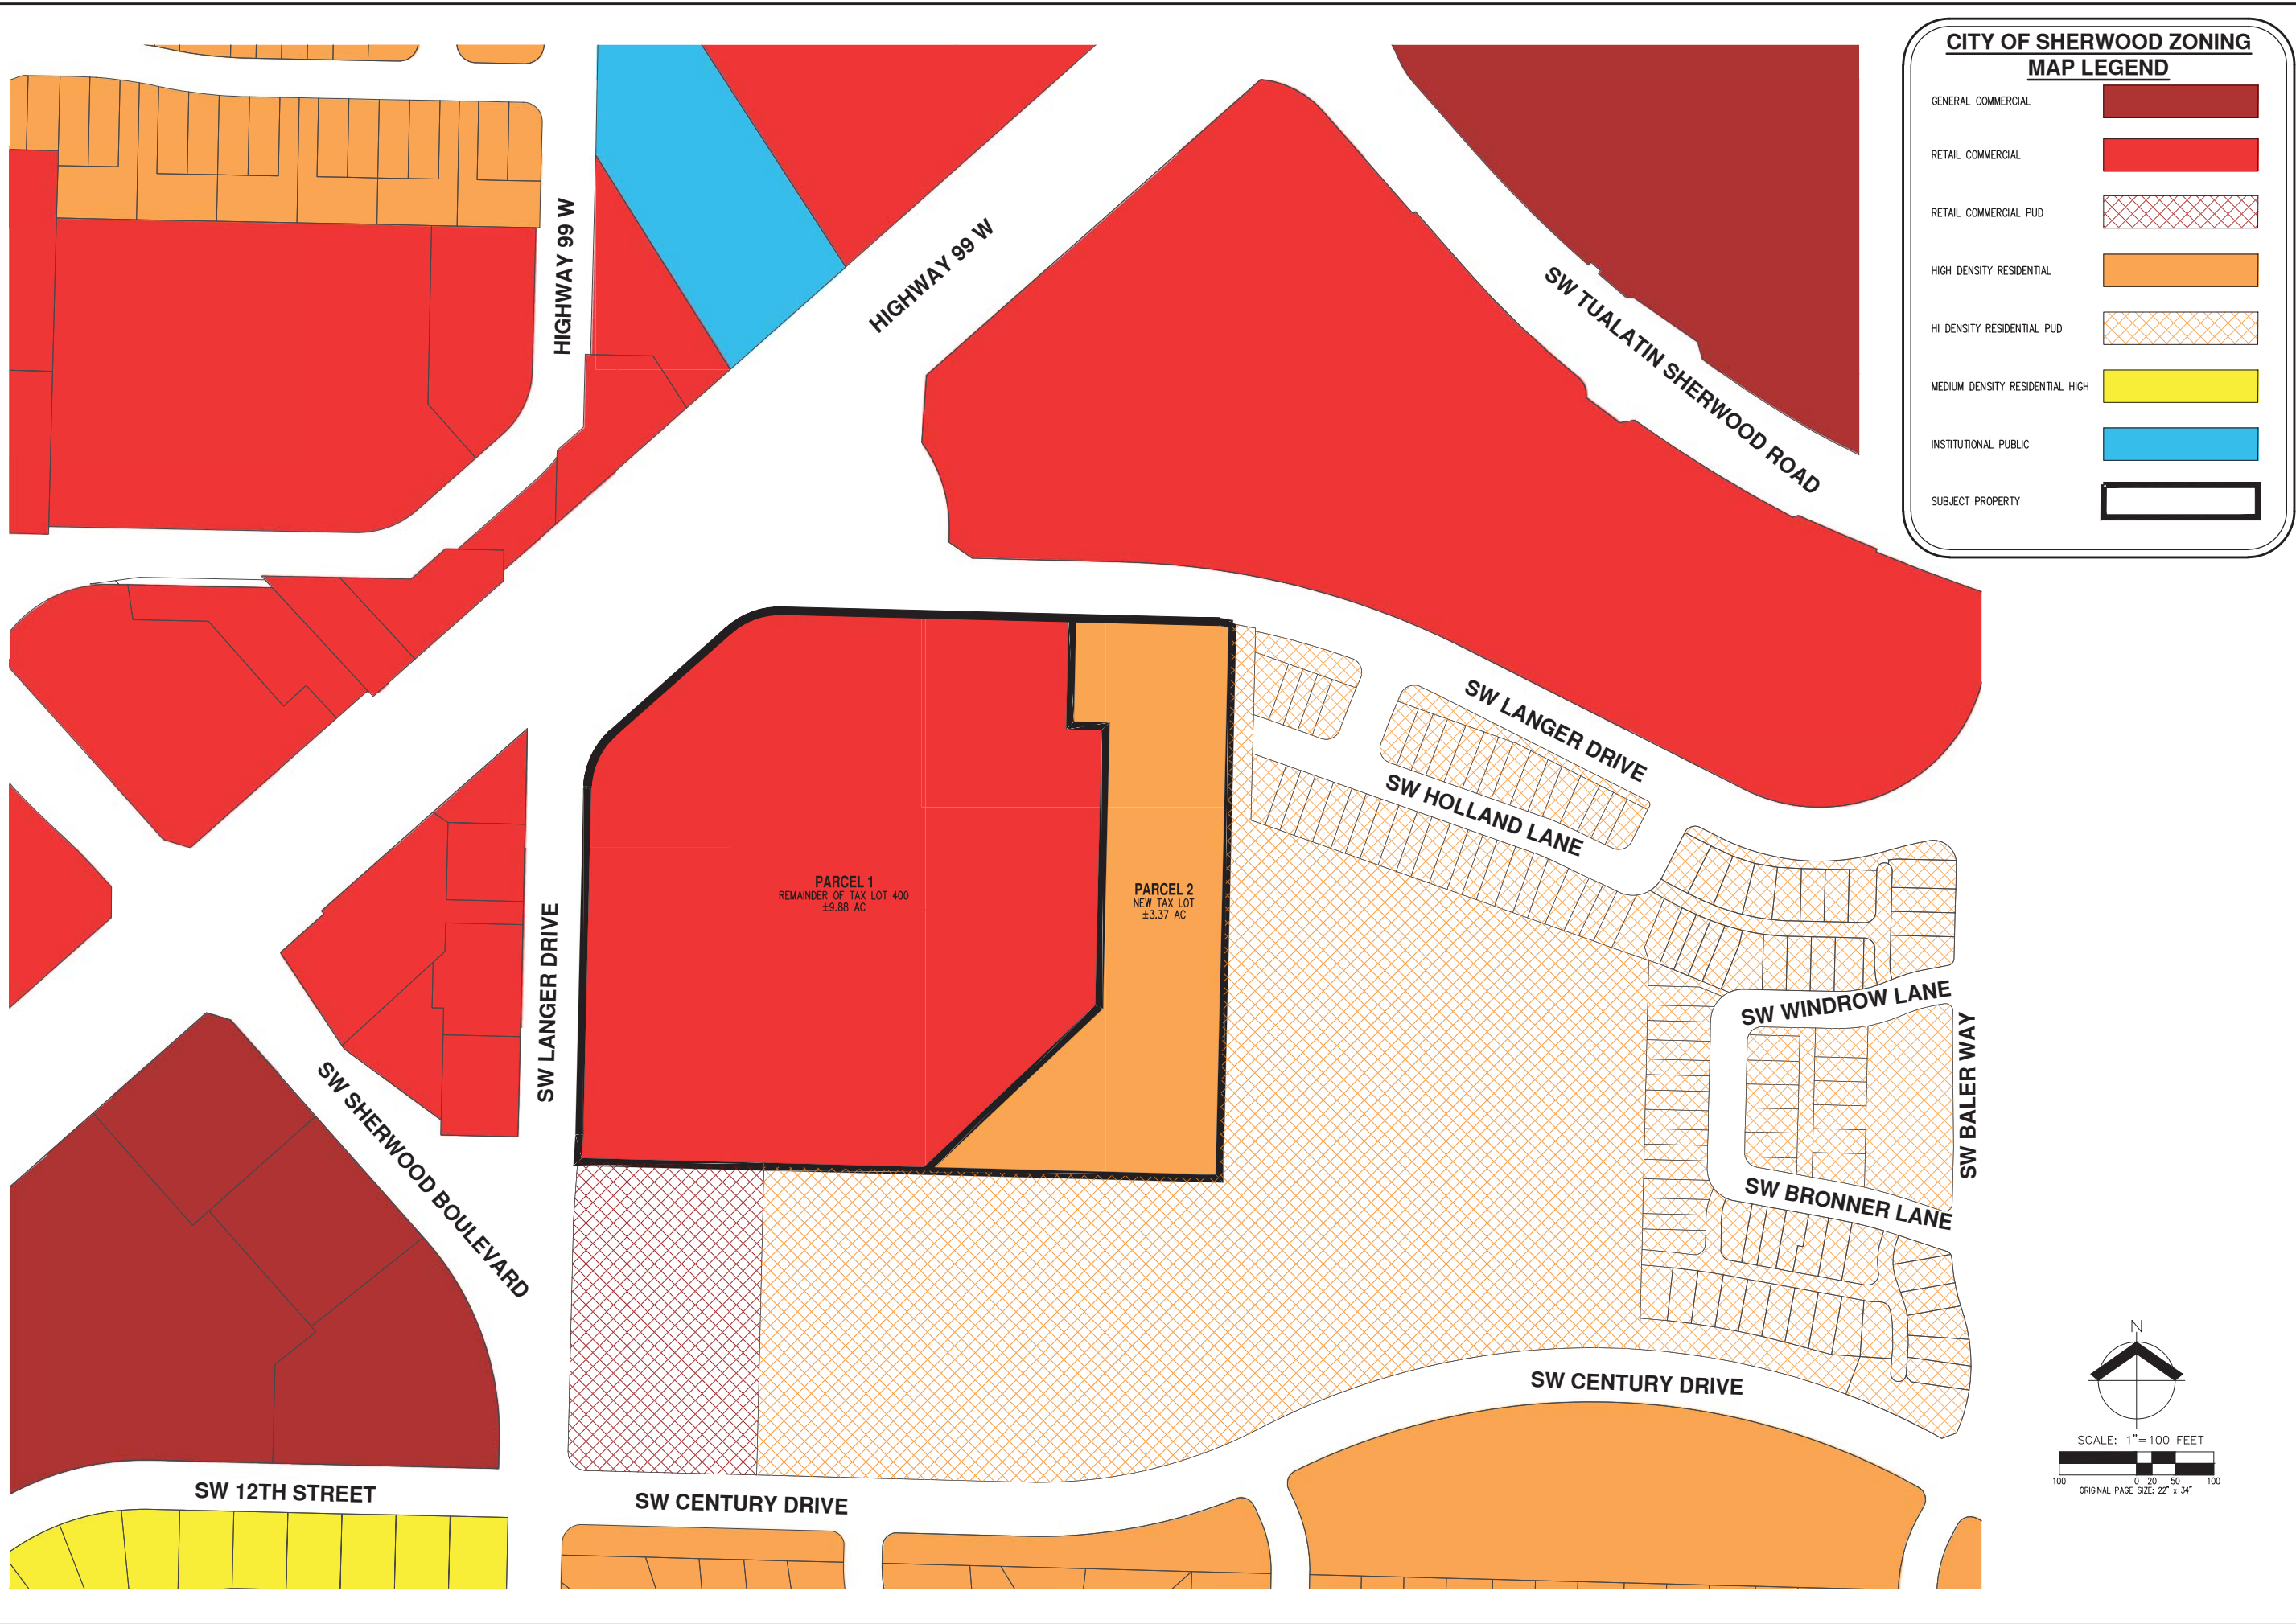 CITY OF SHERWOOD ZONING
MAP LEGEND
GENERAL COMMERCIAL
RETAIL COMMERCIAL
RETAIL COMMERCIAL PUD
HIGH DENSITY RESIDENTIAL
HI DENSITY RESIDENTIAL PUD
MEDIUM DENSITY RESIDENTIAL HIGH
INSTITUTIONAL PUBLIC
SUBJECT PROPERTY
HIGHWAY 99 W
HIGHWAY 99 W
SW TUALATIN SHERWOOD ROAD
SW LANGER DRIVE
SW HOLLAND LANE
PARCEL 1
REMAINDER OF TAX LOT 400
±9.88 AC
PARCEL 2
NEW TAX LOT
±3.37 AC
SW LANGER DRIVE
SW SHERWOOD BOULEVARD
SW WINDROW LANE
SW BALER WAY
SW BRONNER LANE
SW CENTURY DRIVE
SW 12TH STREET
SW CENTURY DRIVE
N
SCALE: 1"=100 FEET
100 0 20 50 100
ORIGINAL PAGE SIZE: 22" x 34"